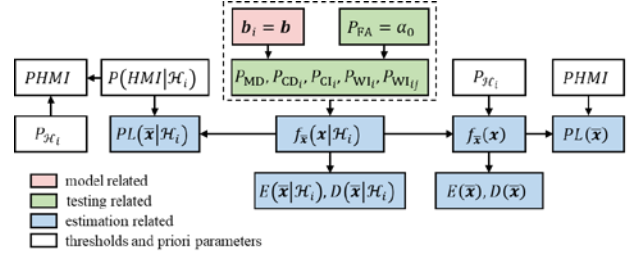 b_i = b
P_FA = α_0
PHMI
P(HMI|ℋ_i)
P_MD, P_CD_i, P_CI_i, P_WI_i, P_WI_ij
P_ℋ_i
PHMI
P_ℋ_i
PL(x̅|ℋ_i)
f_x̅(x|ℋ_i)
f_x̅(x)
PL(x̅)
E(x̅|ℋ_i), D(x̅|ℋ_i)
E(x̅), D(x̅)
model related
testing related
estimation related
thresholds and priori parameters